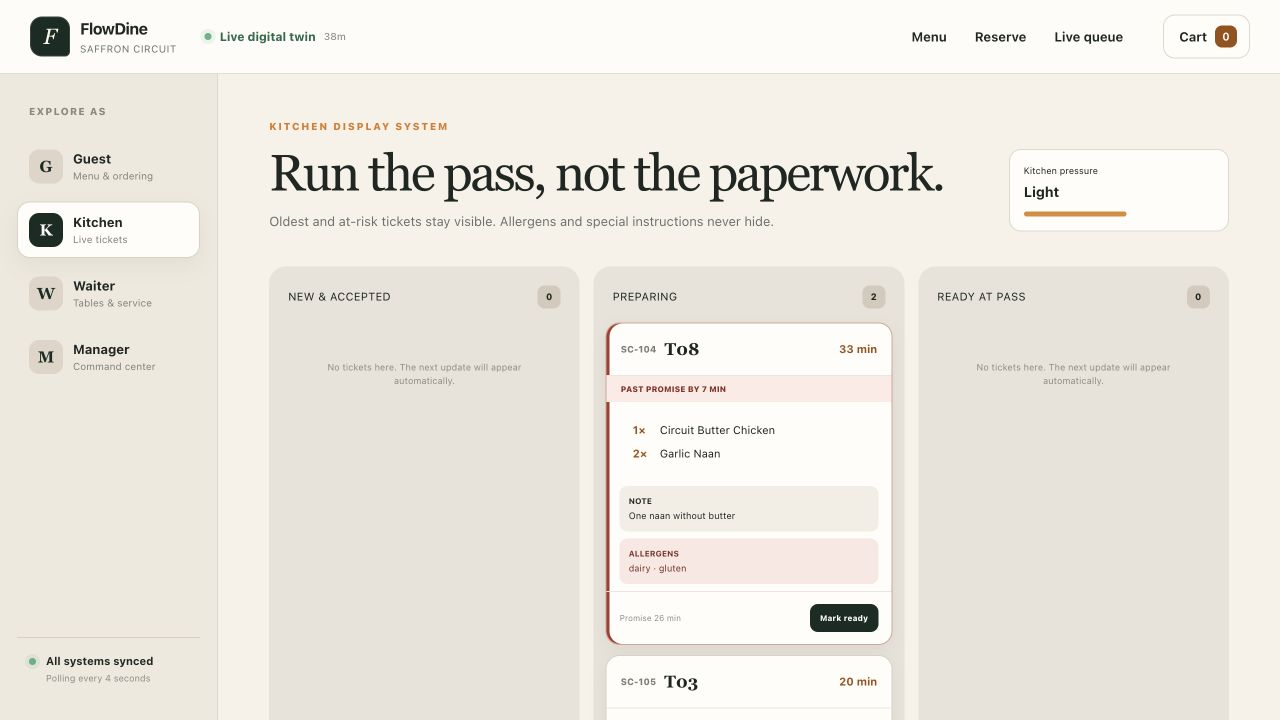 F
FlowDine
SAFFRON CIRCUIT
Live digital twin 38m
Menu
Reserve
Live queue
Cart 0
EXPLORE AS
G
Guest
Menu & ordering
K
Kitchen
Live tickets
W
Waiter
Tables & service
M
Manager
Command center
All systems synced
Polling every 4 seconds
KITCHEN DISPLAY SYSTEM
Run the pass, not the paperwork.
Oldest and at-risk tickets stay visible. Allergens and special instructions never hide.
Kitchen pressure
Light
NEW & ACCEPTED 0
No tickets here. The next update will appear
automatically.
PREPARING 2
SC-104 T08 33 min
PAST PROMISE BY 7 MIN
1× Circuit Butter Chicken
2× Garlic Naan
NOTE
One naan without butter
ALLERGENS
dairy · gluten
Promise 26 min
Mark ready
SC-105 T03 20 min
READY AT PASS 0
No tickets here. The next update will appear
automatically.